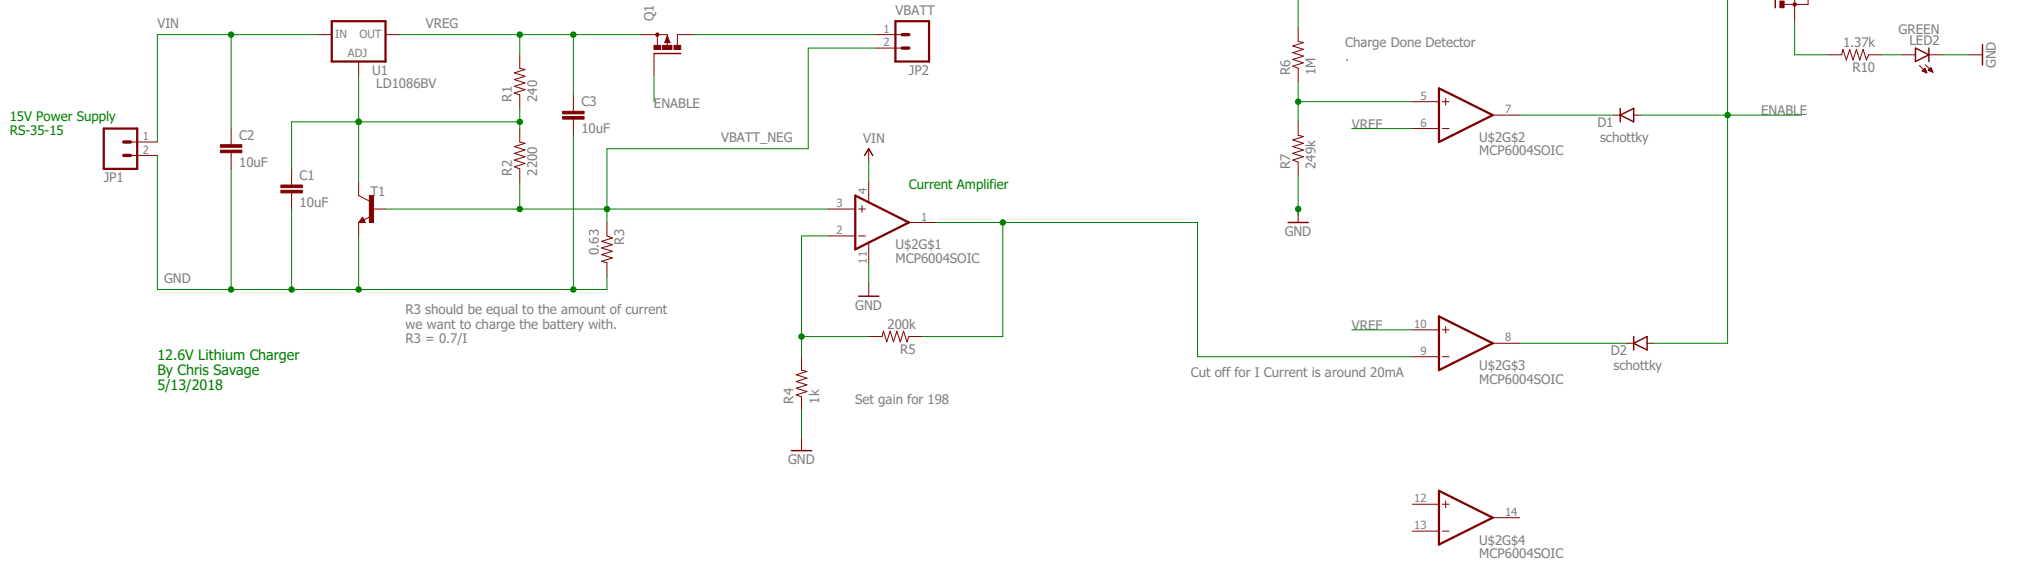 VIN
IN OUT
ADJ
U1
LD1086BV
VREG
Q1
ENABLE
VBATT
1
2
JP2
R1
240
R2
2200
C3
10uF
15V Power Supply
RS-35-15
1
2
JP1
C2
10uF
C1
10uF
T1
GND
VBATT_NEG
0.63
R3
R3 should be equal to the amount of current
we want to charge the battery with.
R3 = 0.7/I
12.6V Lithium Charger
By Chris Savage
5/13/2018
VIN
4
Current Amplifier
3
+
2
−
1
11
U$2G$1
MCP6004SOIC
GND
200k
R5
R4
1k
Set gain for 198
GND
R6
1M
Charge Done Detector
.
5
+
VREF
6
−
7
U$2G$2
MCP6004SOIC
R7
249k
GND
D1
schottky
ENABLE
1.37k
R10
GREEN
LED2
GND
VREF
10
+
9
−
8
U$2G$3
MCP6004SOIC
Cut off for I Current is around 20mA
D2
schottky
12
+
13
−
14
U$2G$4
MCP6004SOIC